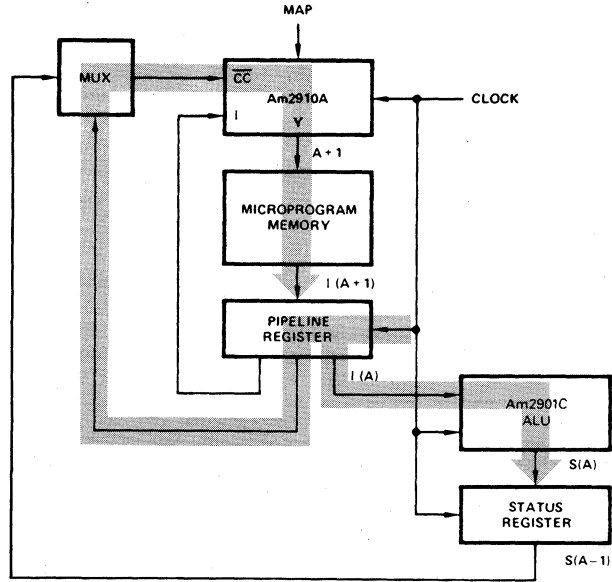 MAP
MUX
CC
Am2910A
I
Y
CLOCK
A + 1
MICROPROGRAM
MEMORY
I (A + 1)
PIPELINE
REGISTER
I (A)
Am2901C
ALU
S(A)
STATUS
REGISTER
S(A−1)